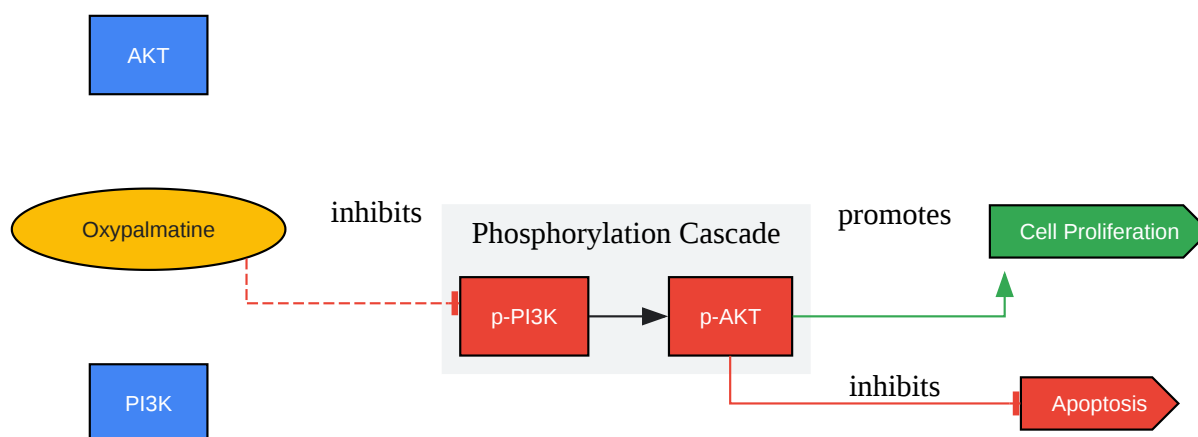 AKT
Oxypalmatine
inhibits
promotes
Cell Proliferation
Phosphorylation Cascade
p-PI3K
p-AKT
PI3K
inhibits
Apoptosis